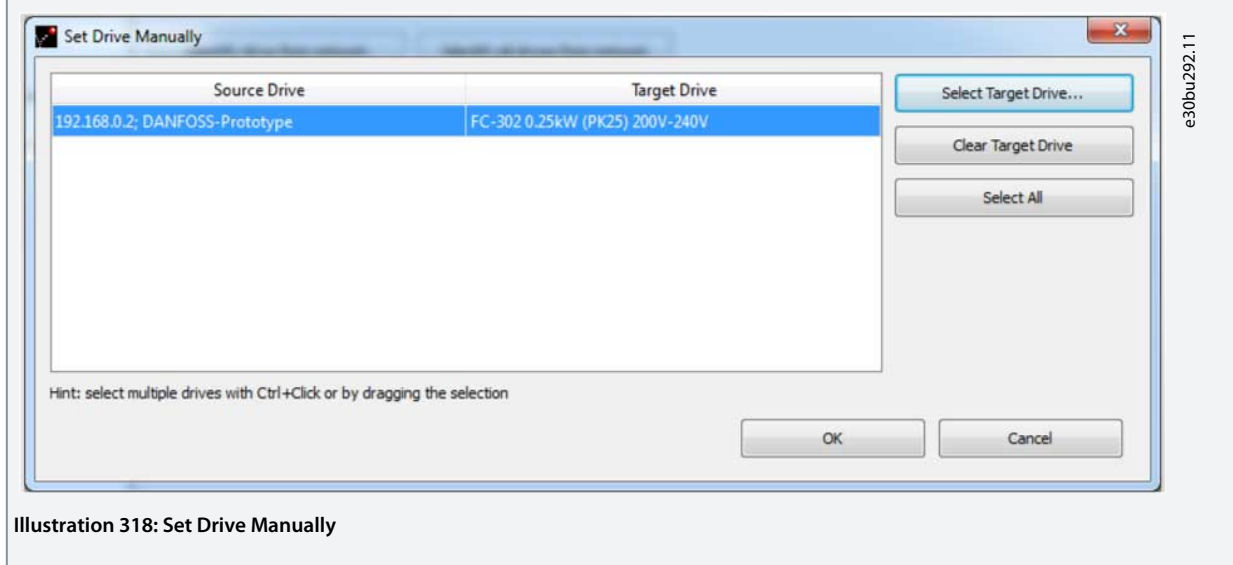 Set Drive Manually
Source Drive Target Drive
192.168.0.2; DANFOSS-Prototype FC-302 0.25kW (PK25) 200V-240V
Select Target Drive...
Clear Target Drive
Select All
Hint: select multiple drives with Ctrl+Click or by dragging the selection
OK Cancel
e30bu292.11
Illustration 318: Set Drive Manually